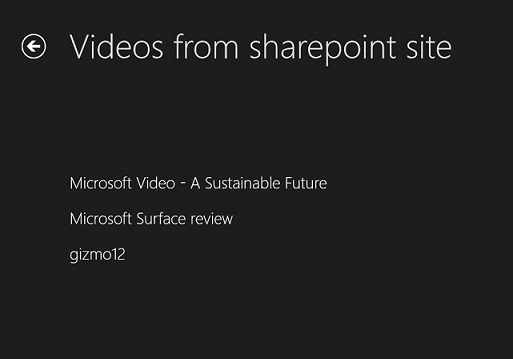 Videos from sharepoint site
Microsoft Video - A Sustainable Future
Microsoft Surface review
gizmo12